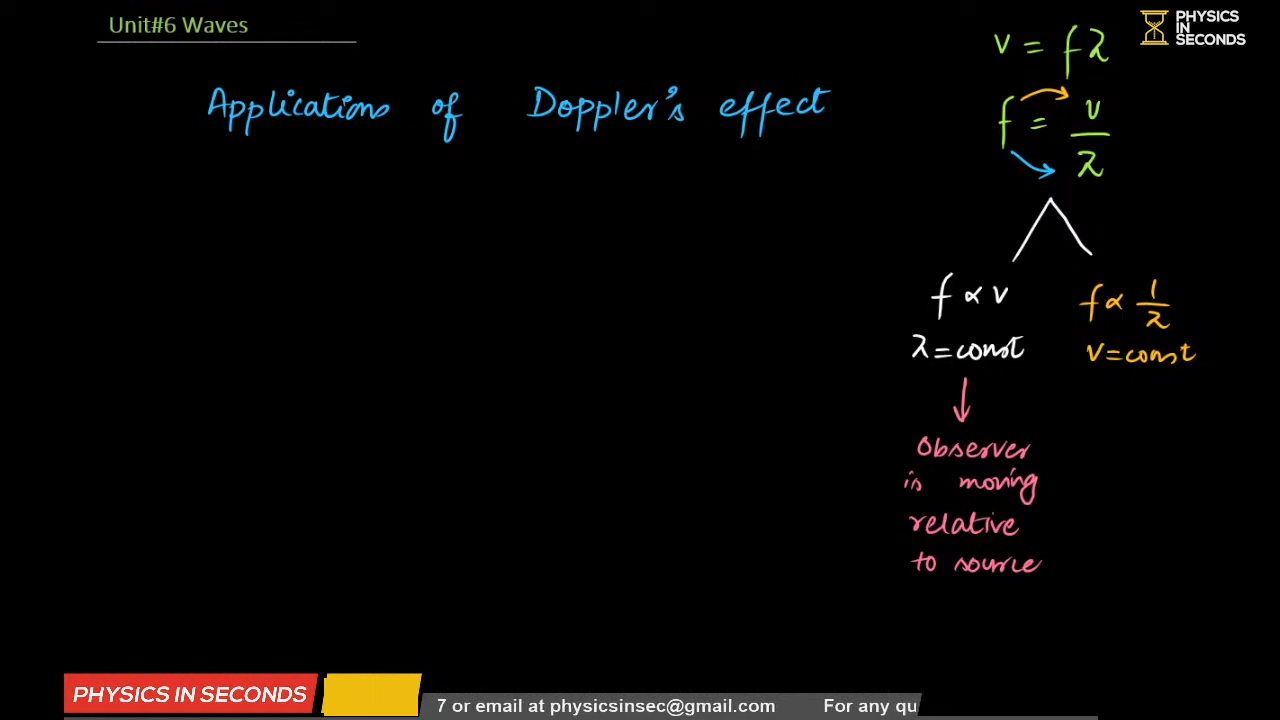 Unit#6 Waves
PHYSICS
IN
SECONDS
v = fλ
Applications of Doppler's effect
f = v/λ
f ∝ v
λ = const
f ∝ 1/λ
v = const
Observer
is moving
relative
to source
PHYSICS IN SECONDS
7 or email at physicsinsec@gmail.com For any qu